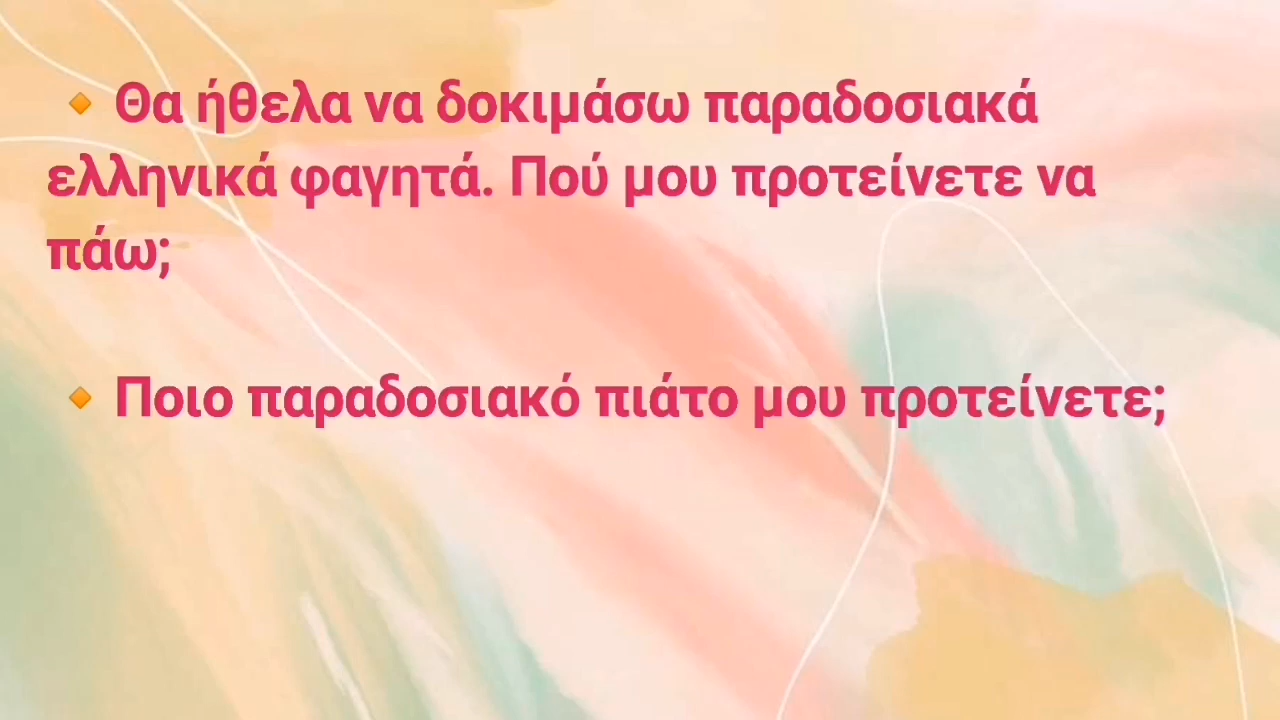 🔸 Θα ήθελα να δοκιμάσω παραδοσιακά
ελληνικά φαγητά. Πού μου προτείνετε να
πάω;
🔸 Ποιο παραδοσιακό πιάτο μου προτείνετε;